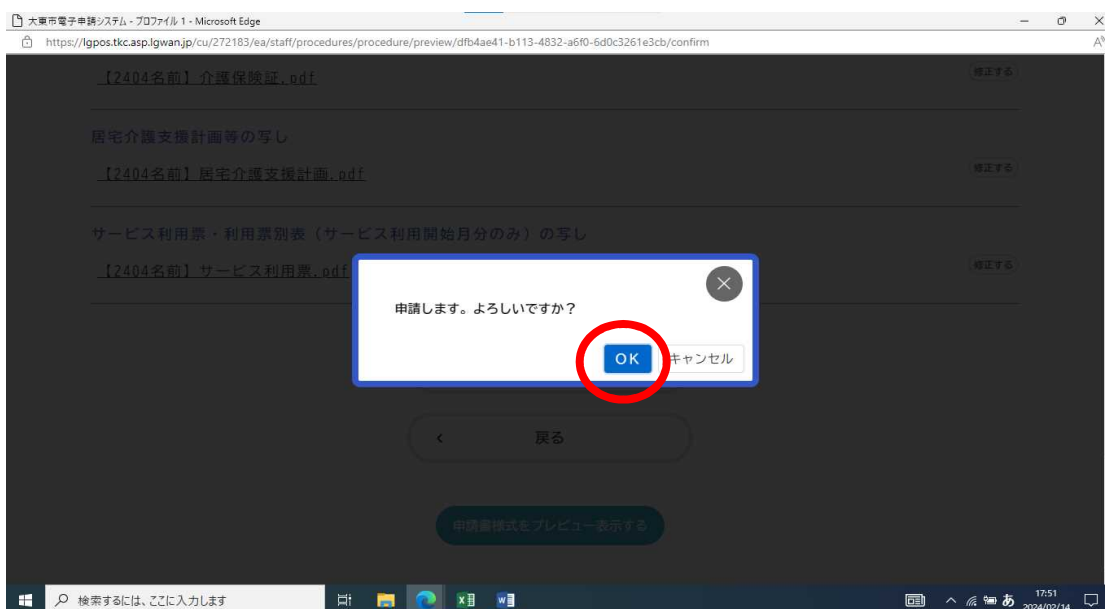 大東市電子申請システム - プロファイル 1 - Microsoft Edge
https://lgpos.tkc.asp.lgwan.jp/cu/272183/ea/staff/procedures/procedure/preview/dfb4ae41-b113-4832-a6f0-6d0c3261e3cb/confirm
【2404名前】介護保険証.pdf
修正する
居宅介護支援計画等の写し
【2404名前】居宅介護支援計画.pdf
修正する
サービス利用票・利用票別表（サービス利用開始月分のみ）の写し
【2404名前】サービス利用票.pdf
修正する
申請します。よろしいですか？
OK
キャンセル
戻る
申請書様式をプレビュー表示する
検索するには、ここに入力します
あ
17:51
2024/02/14